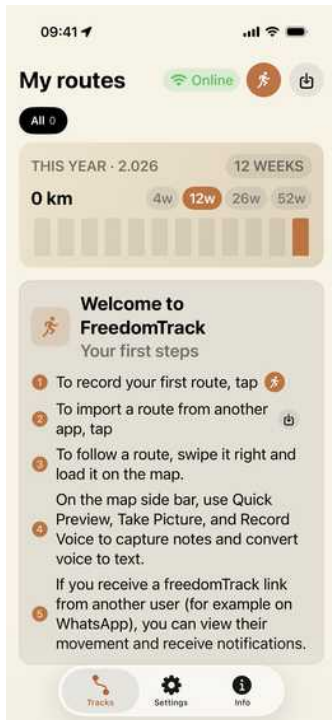 09:41
My routes
Online
All 0
THIS YEAR · 2.026
12 WEEKS
0 km
4w 12w 26w 52w
Welcome to
FreedomTrack
Your first steps
1 To record your first route, tap
2 To import a route from another
app, tap
3 To follow a route, swipe it right and
load it on the map.
4 On the map side bar, use Quick
Preview, Take Picture, and Record
Voice to capture notes and convert
voice to text.
5 If you receive a freedomTrack link
from another user (for example on
WhatsApp), you can view their
movement and receive notifications.
Tracks Settings Info